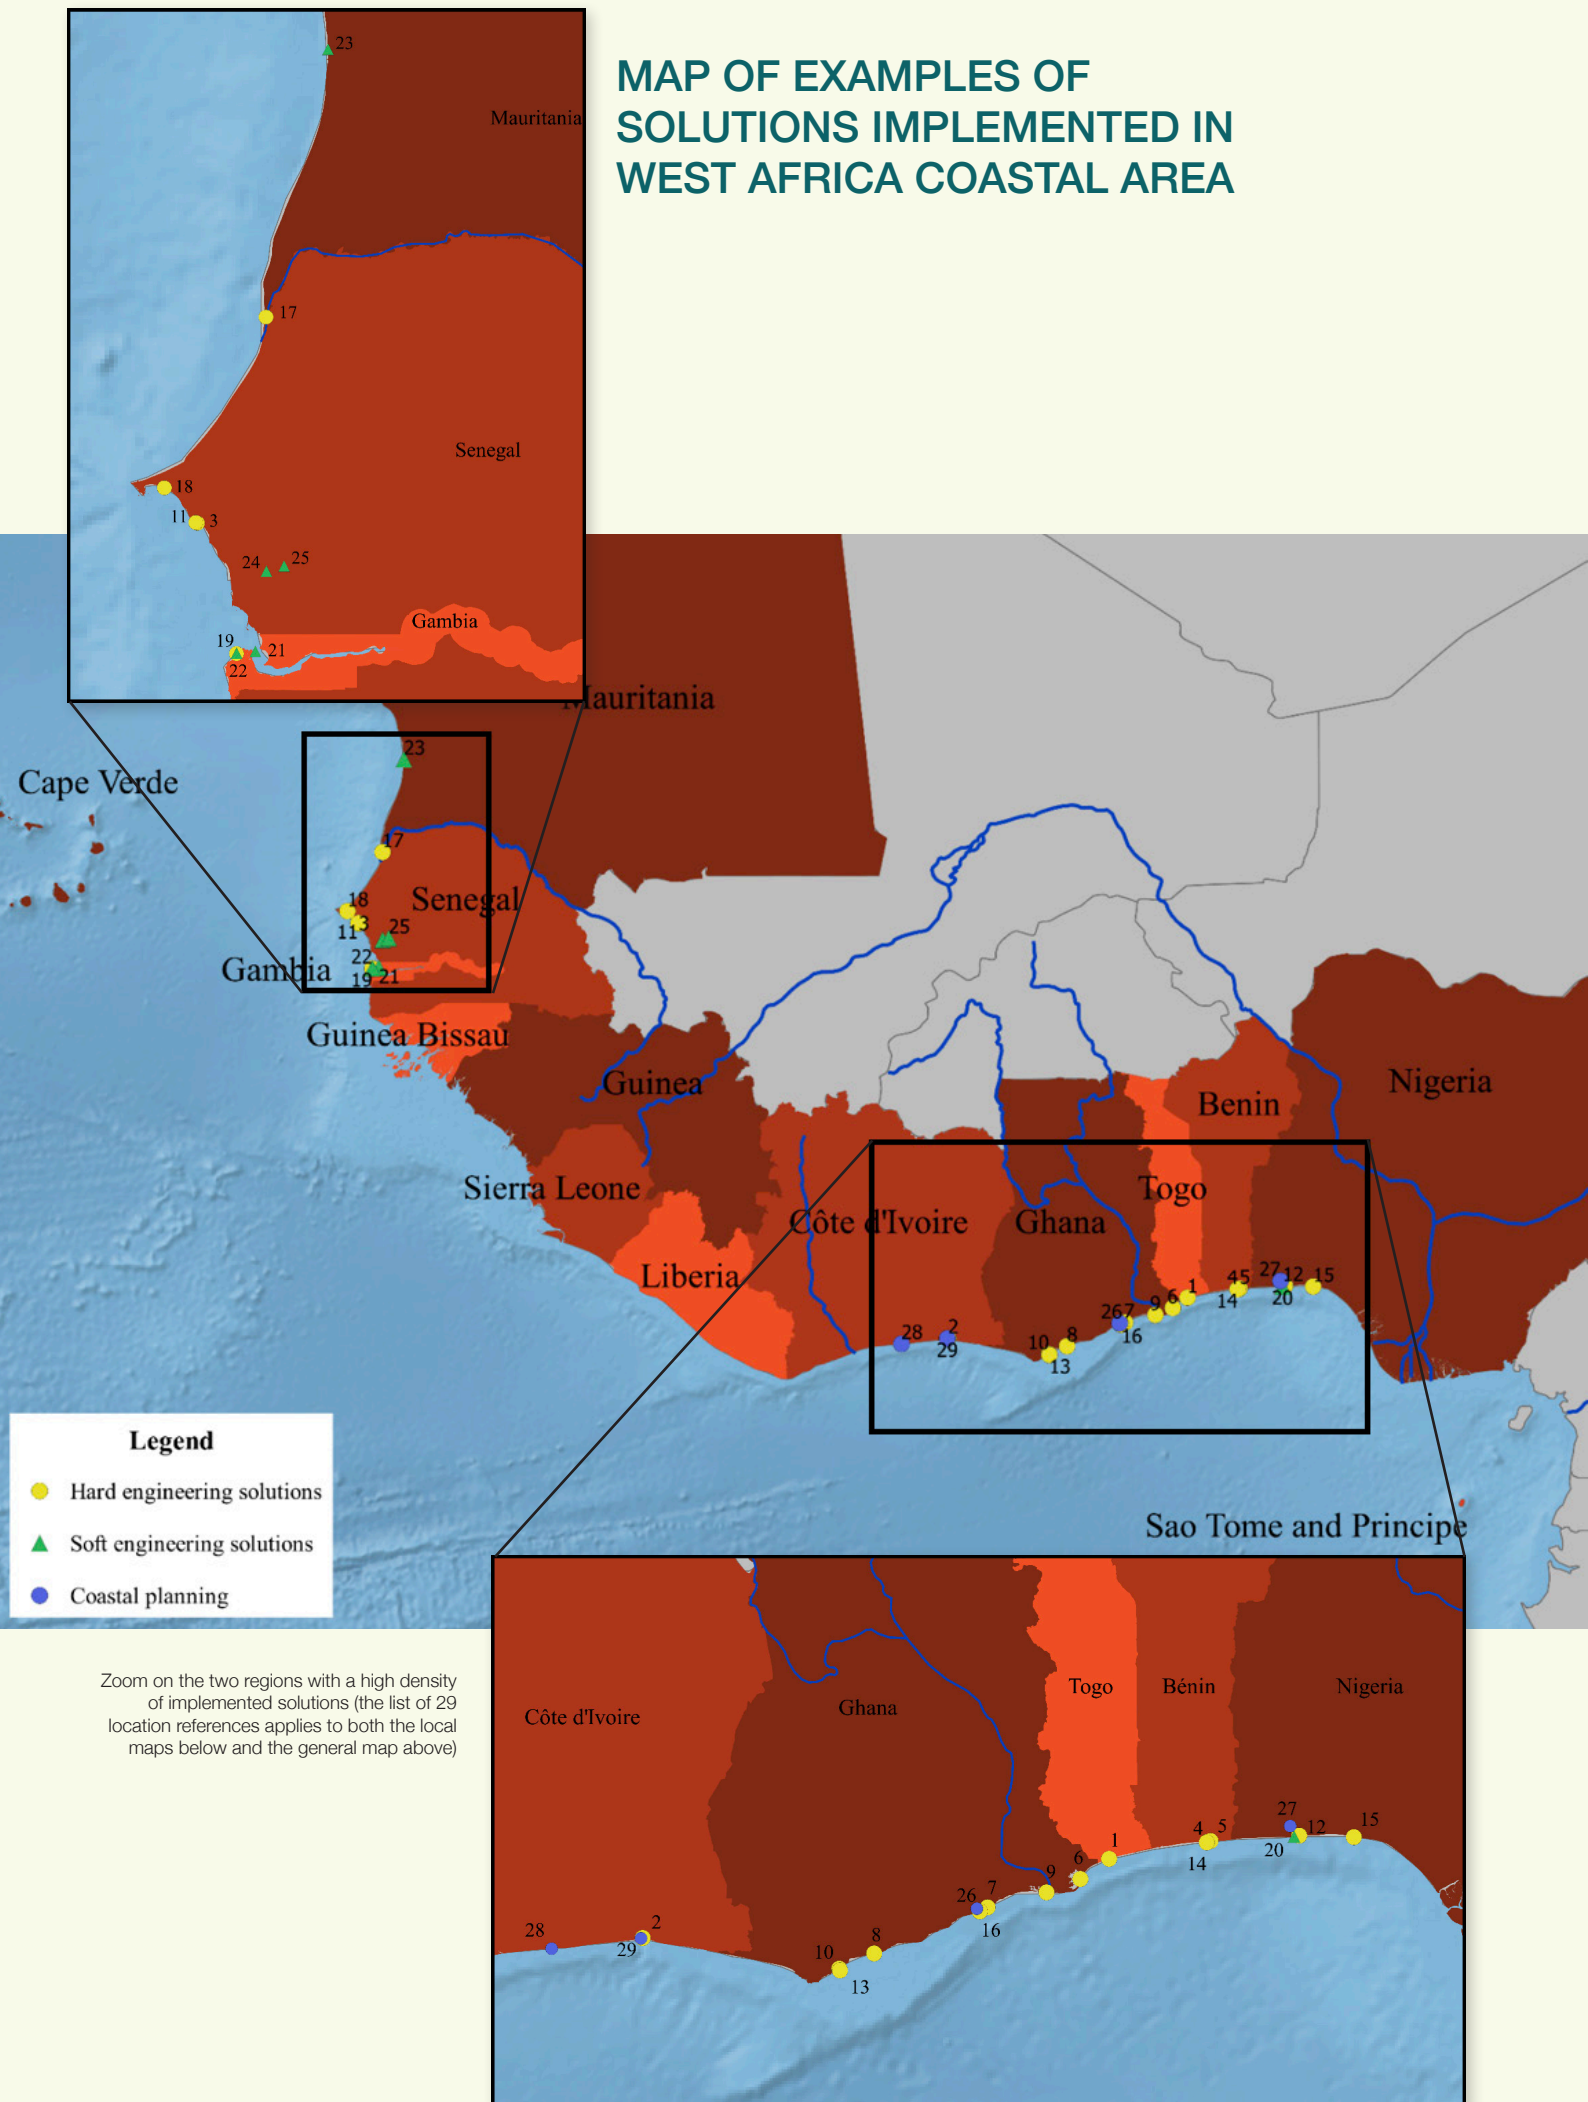 MAP OF EXAMPLES OF
SOLUTIONS IMPLEMENTED IN
WEST AFRICA COASTAL AREA
23
Mauritania
17
Senegal
18
11
3
24
25
Gambia
19
21
22
Mauritania
Cape Verde
23
17
Senegal
18
11
3
25
22
Gambia
19
21
Guinea Bissau
Guinea
Nigeria
Benin
Sierra Leone
Togo
Côte d'Ivoire
Ghana
Liberia
27
12
15
45
1
20
14
6
9
267
28
2
16
8
10
29
13
Legend
Hard engineering solutions
Soft engineering solutions
Coastal planning
Sao Tome and Principe
Zoom on the two regions with a high density
of implemented solutions (the list of 29
location references applies to both the local
maps below and the general map above)
Togo
Bénin
Nigeria
Ghana
Côte d'Ivoire
27
15
12
4
5
1
20
14
6
9
7
26
2
28
16
29
8
10
13